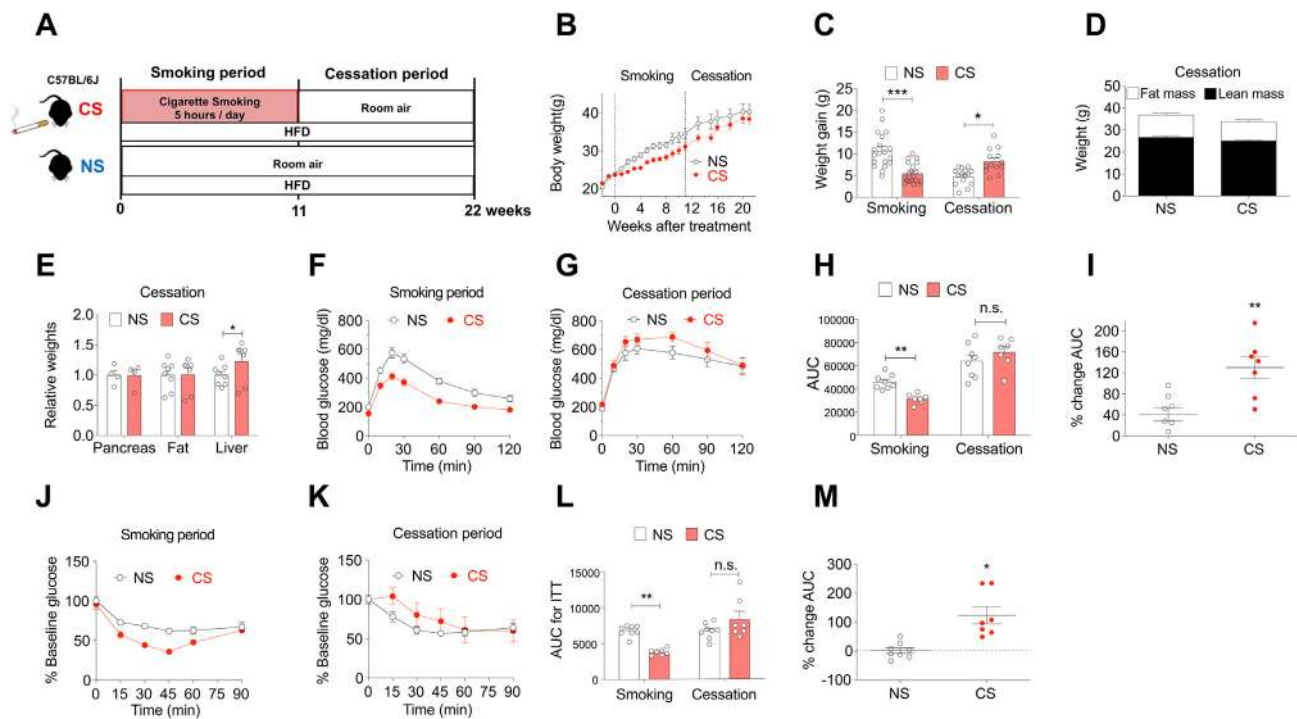 A
C57BL/6J
Smoking period
Cessation period
CS
Cigarette Smoking
5 hours / day
Room air
HFD
NS
Room air
HFD
0
11
22 weeks
B
Smoking
Cessation
Body weight(g)
50
40
30
20
NS
CS
0
4
8
12
16
20
Weeks after treatment
C
NS
CS
Weight gain (g)
25
20
15
10
5
0
***
*
Smoking
Cessation
D
Cessation
Fat mass
Lean mass
Weight (g)
50
40
30
20
10
0
NS
CS
E
Cessation
NS
CS
Relative weights
2.0
1.5
1.0
0.5
0.0
*
Pancreas
Fat
Liver
F
Smoking period
NS
CS
Blood glucose (mg/dl)
800
600
400
200
0
0
30
60
90
120
Time (min)
G
Cessation period
NS
CS
Blood glucose (mg/dl)
800
600
400
200
0
0
30
60
90
120
Time (min)
H
NS
CS
AUC
100000
80000
60000
40000
20000
**
n.s.
Smoking
Cessation
I
% change AUC
240
200
160
120
80
40
0
**
NS
CS
J
Smoking period
NS
CS
% Baseline glucose
150
100
50
0
0
15
30
45
60
75
90
Time (min)
K
Cessation period
NS
CS
% Baseline glucose
150
100
50
0
0
15
30
45
60
75
90
Time (min)
L
NS
CS
AUC for ITT
15000
10000
5000
0
**
n.s.
Smoking
Cessation
M
% change AUC
300
200
100
0
-100
*
NS
CS